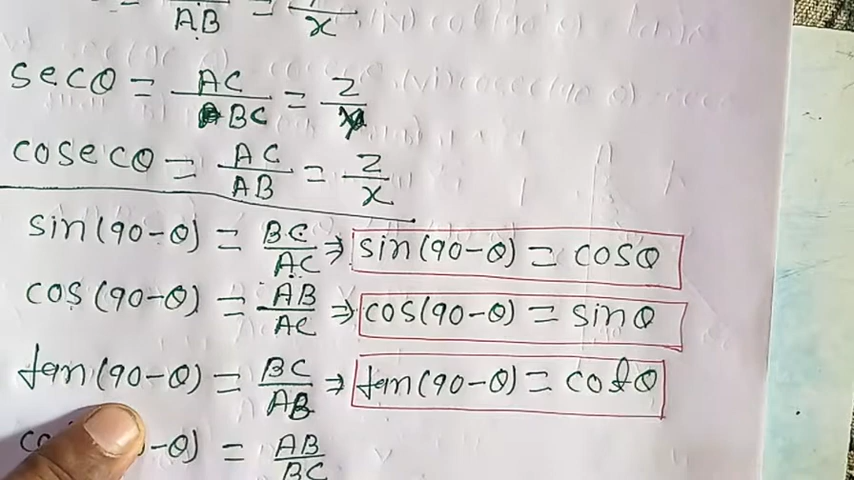 = /AB = y/x
secθ = AC/BC = z/y
cosecθ = AC/AB = z/x
sin(90-θ) = BC/AC ⇒ sin(90-θ) = cosθ
cos(90-θ) = AB/AC ⇒ cos(90-θ) = sinθ
tan(90-θ) = BC/AB ⇒ tan(90-θ) = cotθ
-θ) = AB/BC